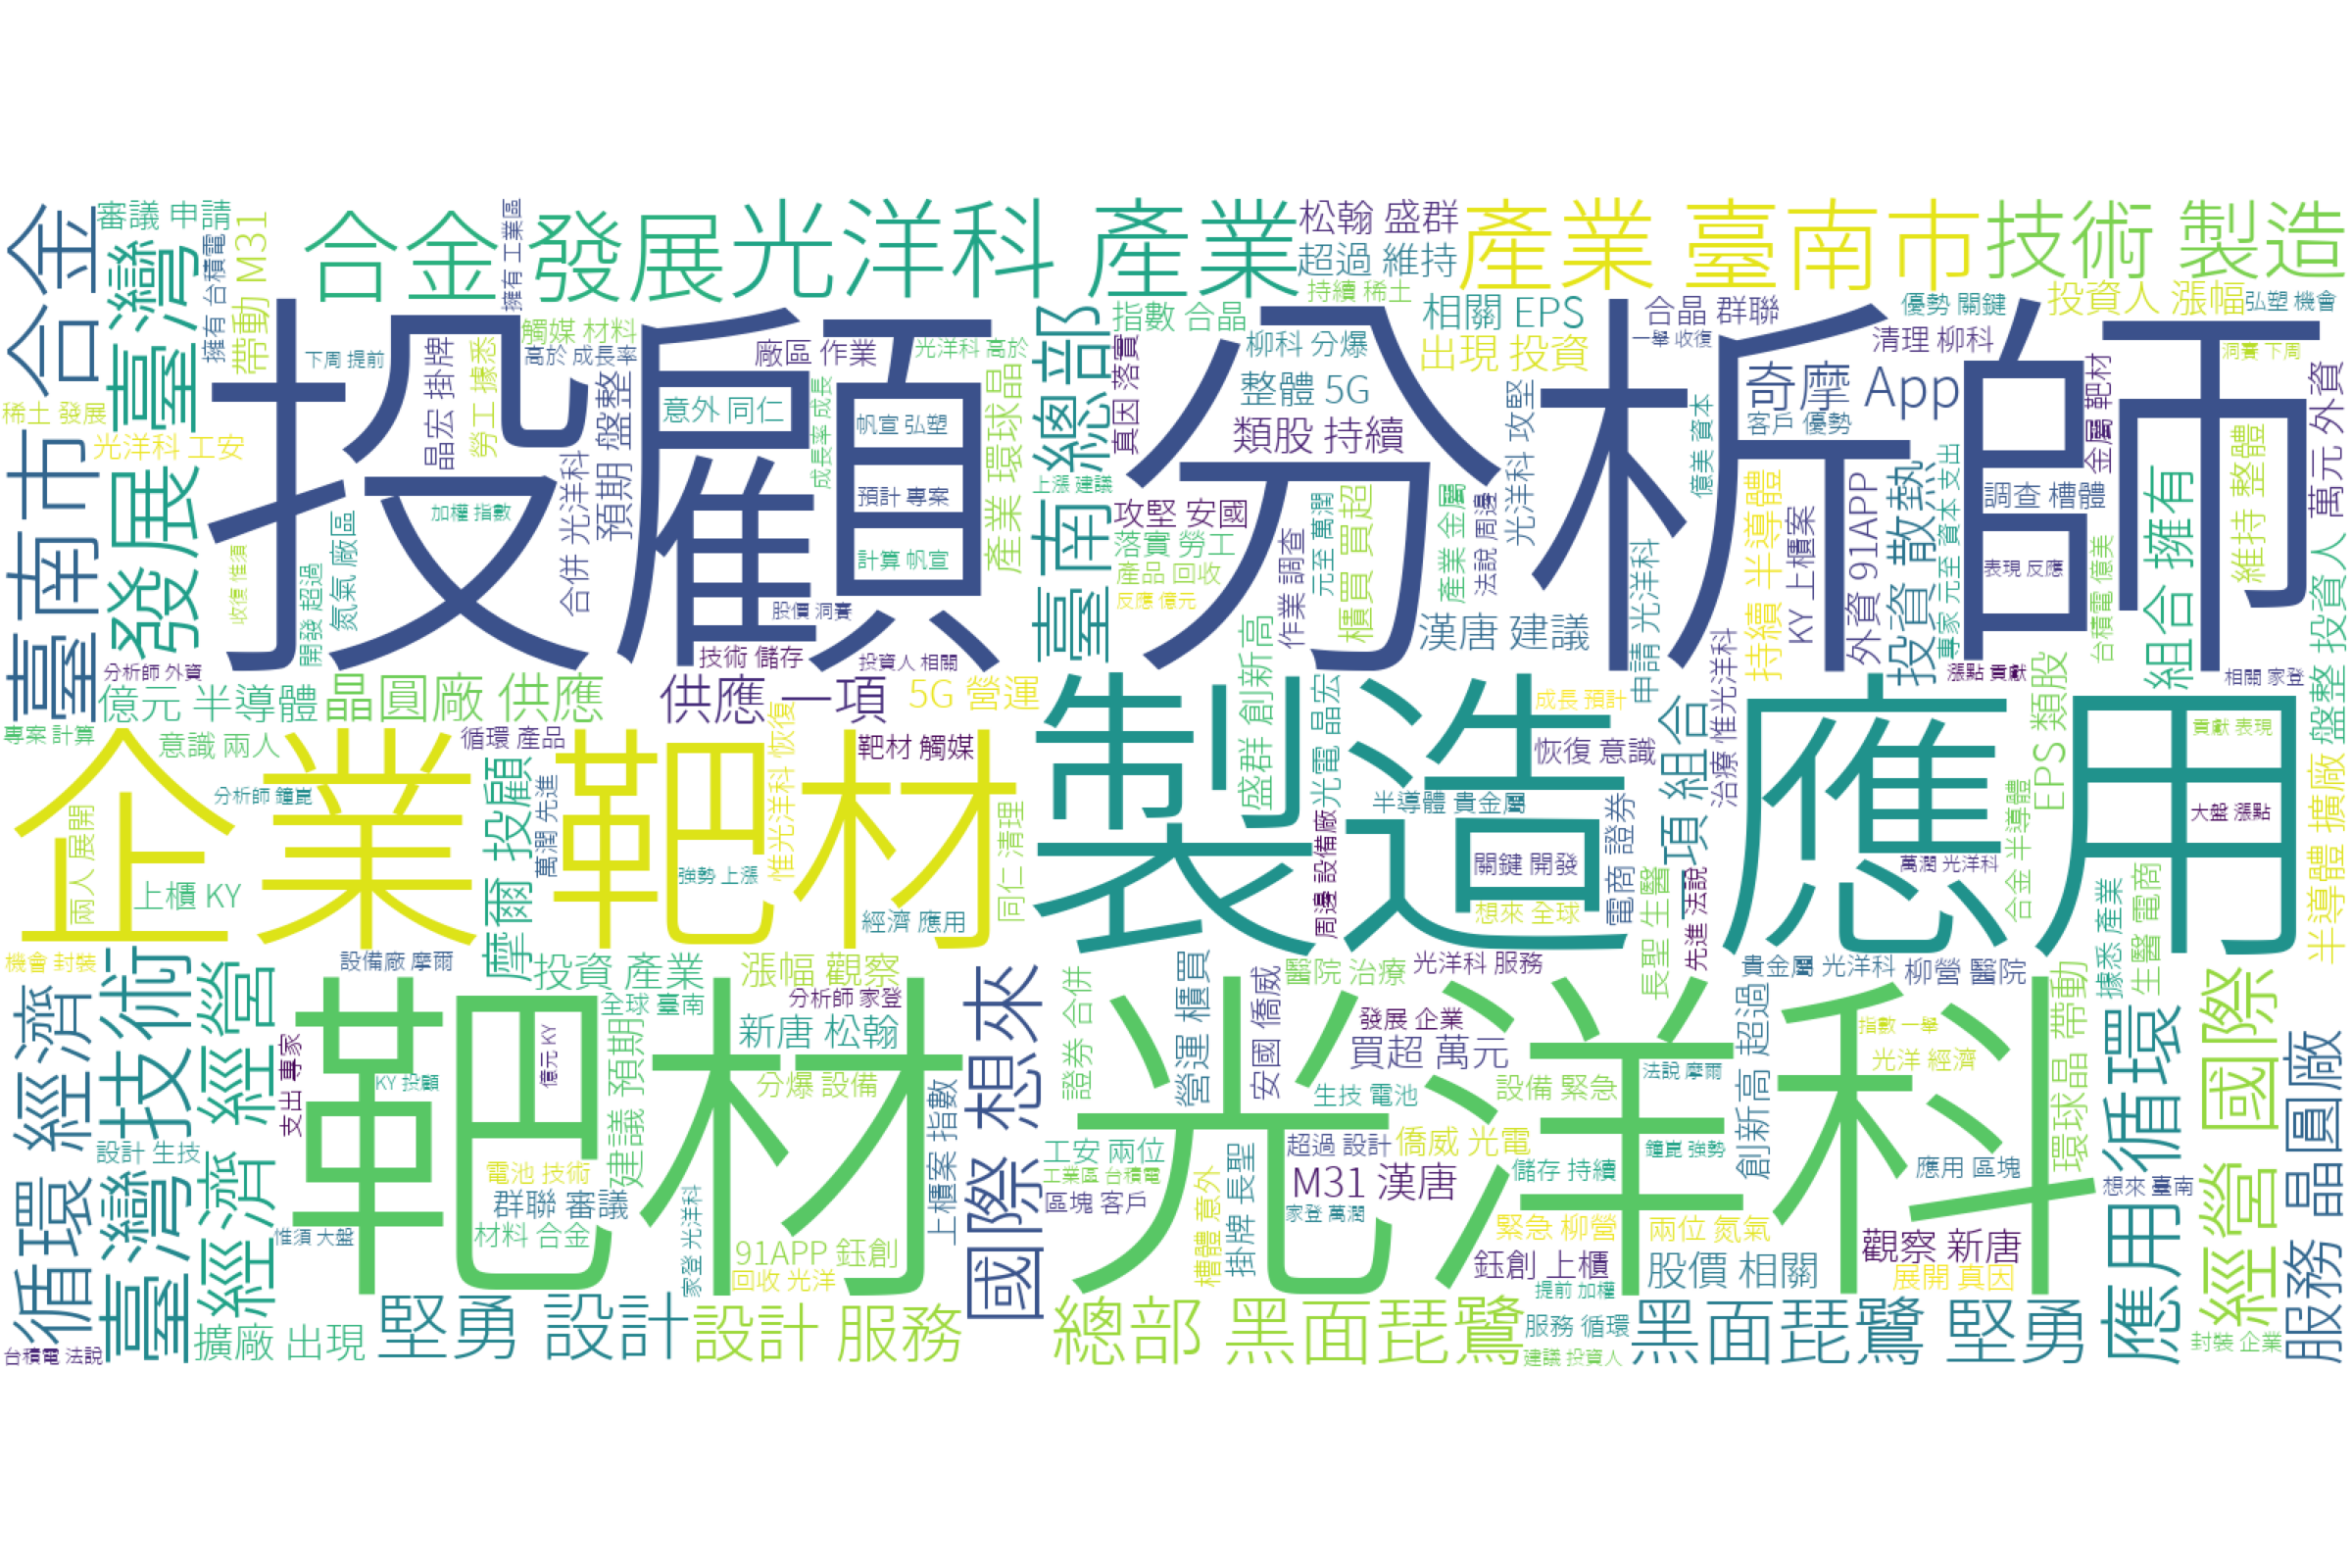 合金 發展
光洋科 產業
產業 臺南市
技術 製造
審議 申請
松翰 盛群
超過 維持
持續 稀土
投顧 分析師
臺南市 合金
發展 臺灣
帶動 M31
擁有 台積電
擁有 工業區
觸媒 材料
高於 成長率
下周 提前
稀土 發展
光洋科 工安
晶宏 掛牌
勞工 據悉
預期 盤整
合併 光洋科
廠區 作業
光洋科 高於
意外 同仁
帆宣 弘塑
預計 專案
計算 帆宣
成長率 成長
產業 環球晶
加權 指數
收復 惟須
開發 超過
氮氣 廠區
股價 洞燭
臺南 總部
指數 合晶
真因 落實
上漲 建議
攻堅 安國
落實 勞工
產品 回收
反應 億元
柳科 分爆
整體 5G
類股 持續
相關 EPS
出現 投資
合晶 群聯
一舉 收復
奇摩 App
客戶 優勢
優勢 關鍵
清理 柳科
投資人 漲幅
弘塑 機會
洞燭 下周
金屬 靶材
萬元 外資
維持 整體
組合 擁有
調查 槽體
表現 反應
投資 散熱
專家 元至
資本 支出
外資 91APP
KY 上櫃案
持續 半導體
億美 資本
台積電 億美
光洋科 攻堅
法說 周邊
產業 金屬
櫃買 買超
元至 萬潤
作業 調查
漢唐 建議
申請 光洋科
盛群 創新高
分析師 外資
億元 半導體
晶圓廠 供應
技術 儲存
投資人 相關
供應 一項
5G 營運
成長 預計
漲點 貢獻
相關 家登
盤整 投資人
專案 計算
意識 兩人
循環 產品
靶材 觸媒
恢復 意識
企業 靶材
製造 應用
分析師 鐘崑
兩人 展開
上櫃 KY
摩爾 投顧
萬潤 先進
強勢 上漲
惟光洋科 恢復
經濟 應用
同仁 清理
光電 晶宏
周邊 設備廠
半導體 貴金屬
關鍵 開發
想來 全球
電商 證券
一項 組合
治療 惟光洋科
先進 法說
長聖 生醫
萬潤 光洋科
合金 半導體
EPS 類股
貢獻 表現
大盤 漲點
半導體 擴廠
生醫 電商
據悉 產業
機會 封裝
設備廠 摩爾
投資 產業
漲幅 觀察
醫院 治療
光洋科 服務
貴金屬 光洋科
柳營 醫院
靶材 光洋科
循環 經濟
臺灣 技術
經濟 經營
支出 專家
KY 投顧
億元 KY
全球 臺南
建議 預期
分析師 家登
新唐 松翰
分爆 設備
國際 想來
證券 合併
營運 櫃買
安國 僑威
發展 企業
買超 萬元
生技 電池
設備 緊急
法說 摩爾
創新高 超過
指數 一舉
光洋 經濟
環球晶 帶動
應用 循環
經營 國際
服務 晶圓廠
設計 生技
電池 技術
群聯 審議
材料 合金
惟須 大盤
家登 光洋科
91APP 鈺創
回收 光洋
上櫃案 指數
工安 兩位
工業區 台積電
區塊 客戶
槽體 意外
掛牌 長聖
超過 設計
僑威 光電
M31 漢唐
家登 萬潤
儲存 持續
鐘崑 強勢
緊急 柳營
兩位 氮氣
鈺創 上櫃
股價 相關
提前 加權
應用 區塊
觀察 新唐
展開 真因
想來 臺南
台積電 法說
擴廠 出現
堅勇 設計
設計 服務
總部 黑面琵鷺
服務 循環
建議 投資人
黑面琵鷺 堅勇
封裝 企業